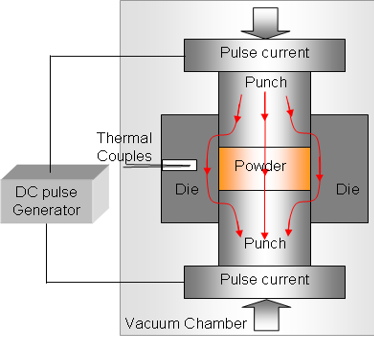 Pulse current
Punch
Thermal
Couples
Powder
DC pulse
Generator
Die
Die
Punch
Pulse current
Vacuum Chamber